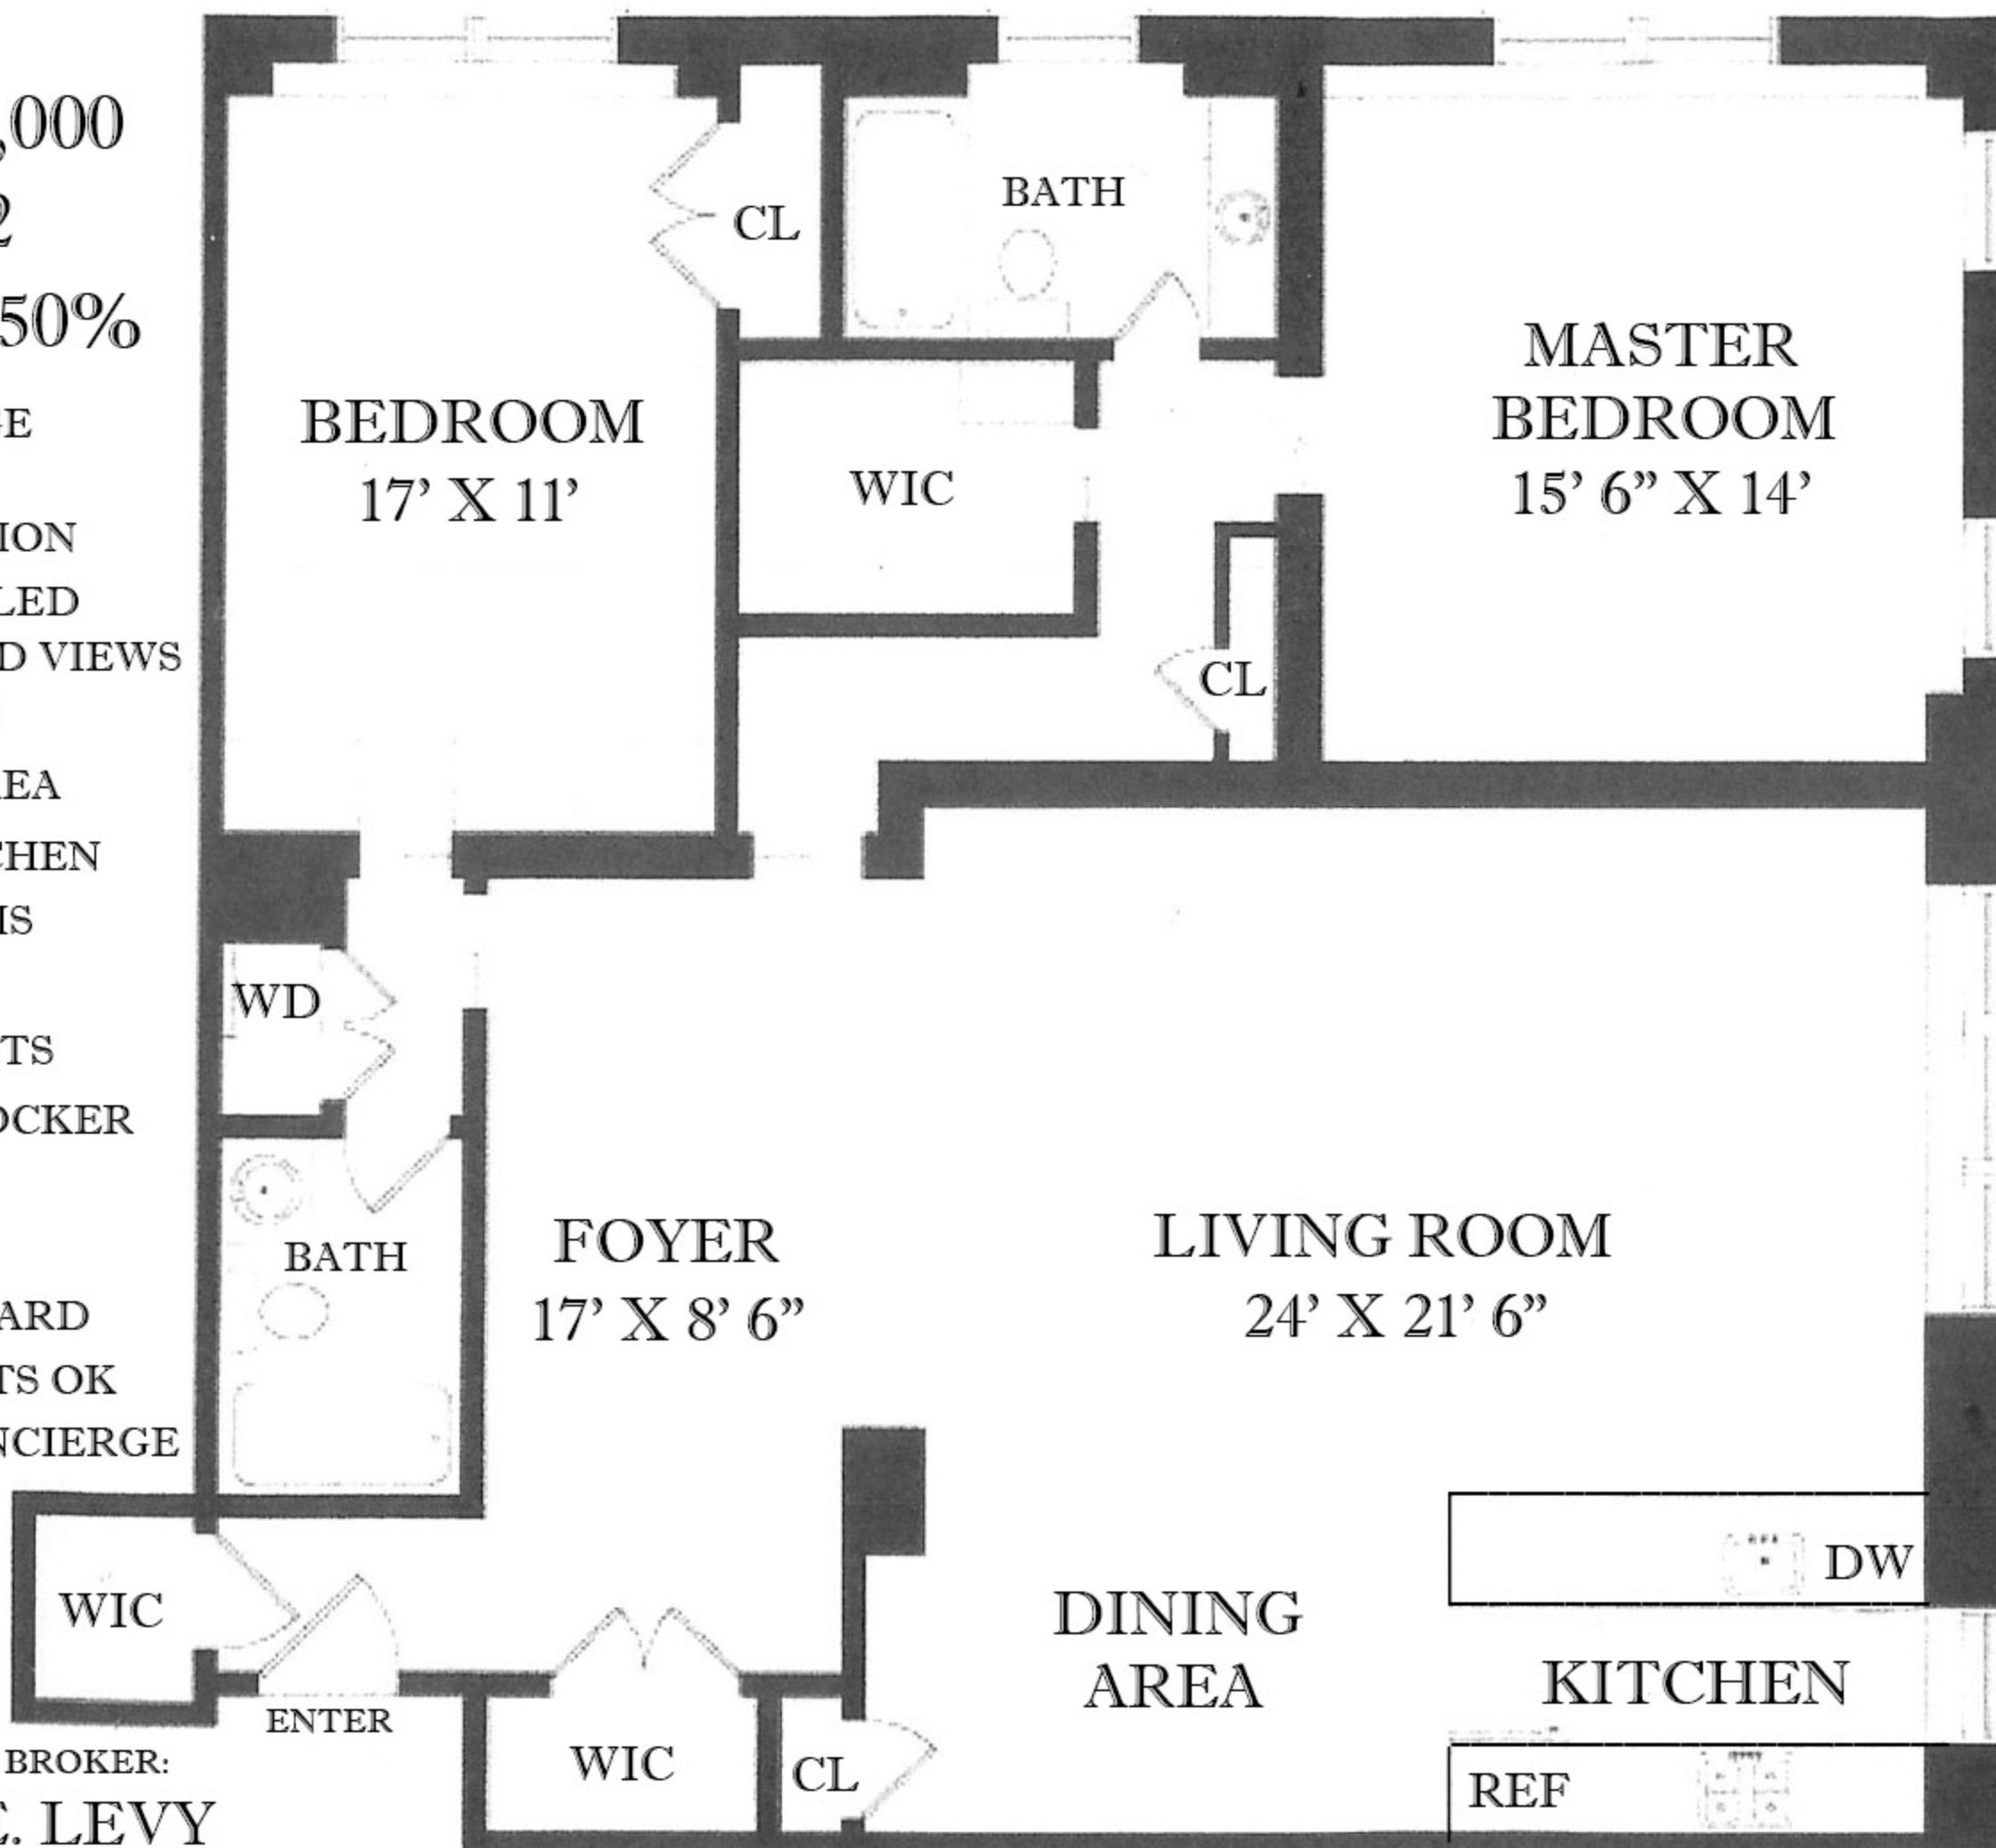 ,000
2
50%
GE
ION
LED
D VIEWS
EA
CHEN
MS
TS
OCKER
ARD
TS OK
NCIERGE
BROKER:
E. LEVY
BEDROOM
17’ X 11’
CL
BATH
WIC
CL
MASTER
BEDROOM
15’ 6” X 14’
WD
BATH
FOYER
17’ X 8’ 6”
LIVING ROOM
24’ X 21’ 6”
WIC
ENTER
WIC
CL
DINING
AREA
DW
KITCHEN
REF